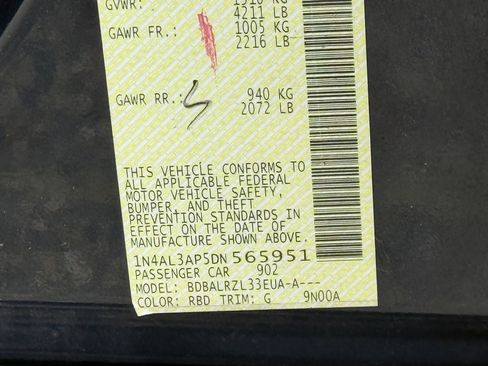 GVWR: 1910 KG
4211 LB
GAWR FR.: 1005 KG
2216 LB
GAWR RR.: 940 KG
2072 LB
THIS VEHICLE CONFORMS TO
ALL APPLICABLE FEDERAL
MOTOR VEHICLE SAFETY,
BUMPER, AND THEFT
PREVENTION STANDARDS IN
EFFECT ON THE DATE OF
MANUFACTURE SHOWN ABOVE.
1N4AL3AP5DN565951
PASSENGER CAR 902
MODEL: BDBALRZL33EUA-A---
COLOR: RBD TRIM: G 9N00A